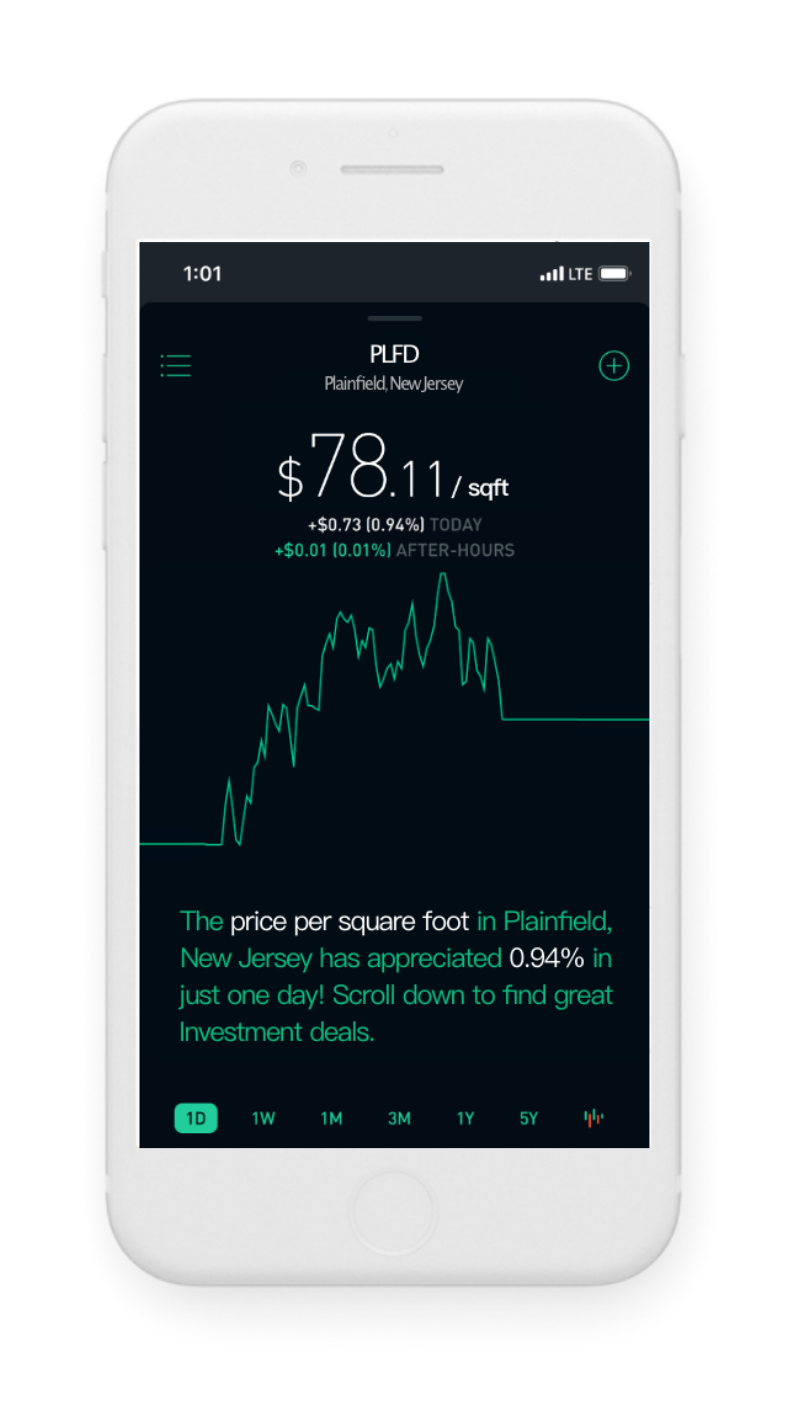 1:01 LTE
PLFD
Plainfield, New Jersey
$78.11/ sqft
+$0.73 (0.94%) TODAY
+$0.01 (0.01%) AFTER-HOURS
The price per square foot in Plainfield,
New Jersey has appreciated 0.94% in
just one day! Scroll down to find great
Investment deals.
1D 1W 1M 3M 1Y 5Y